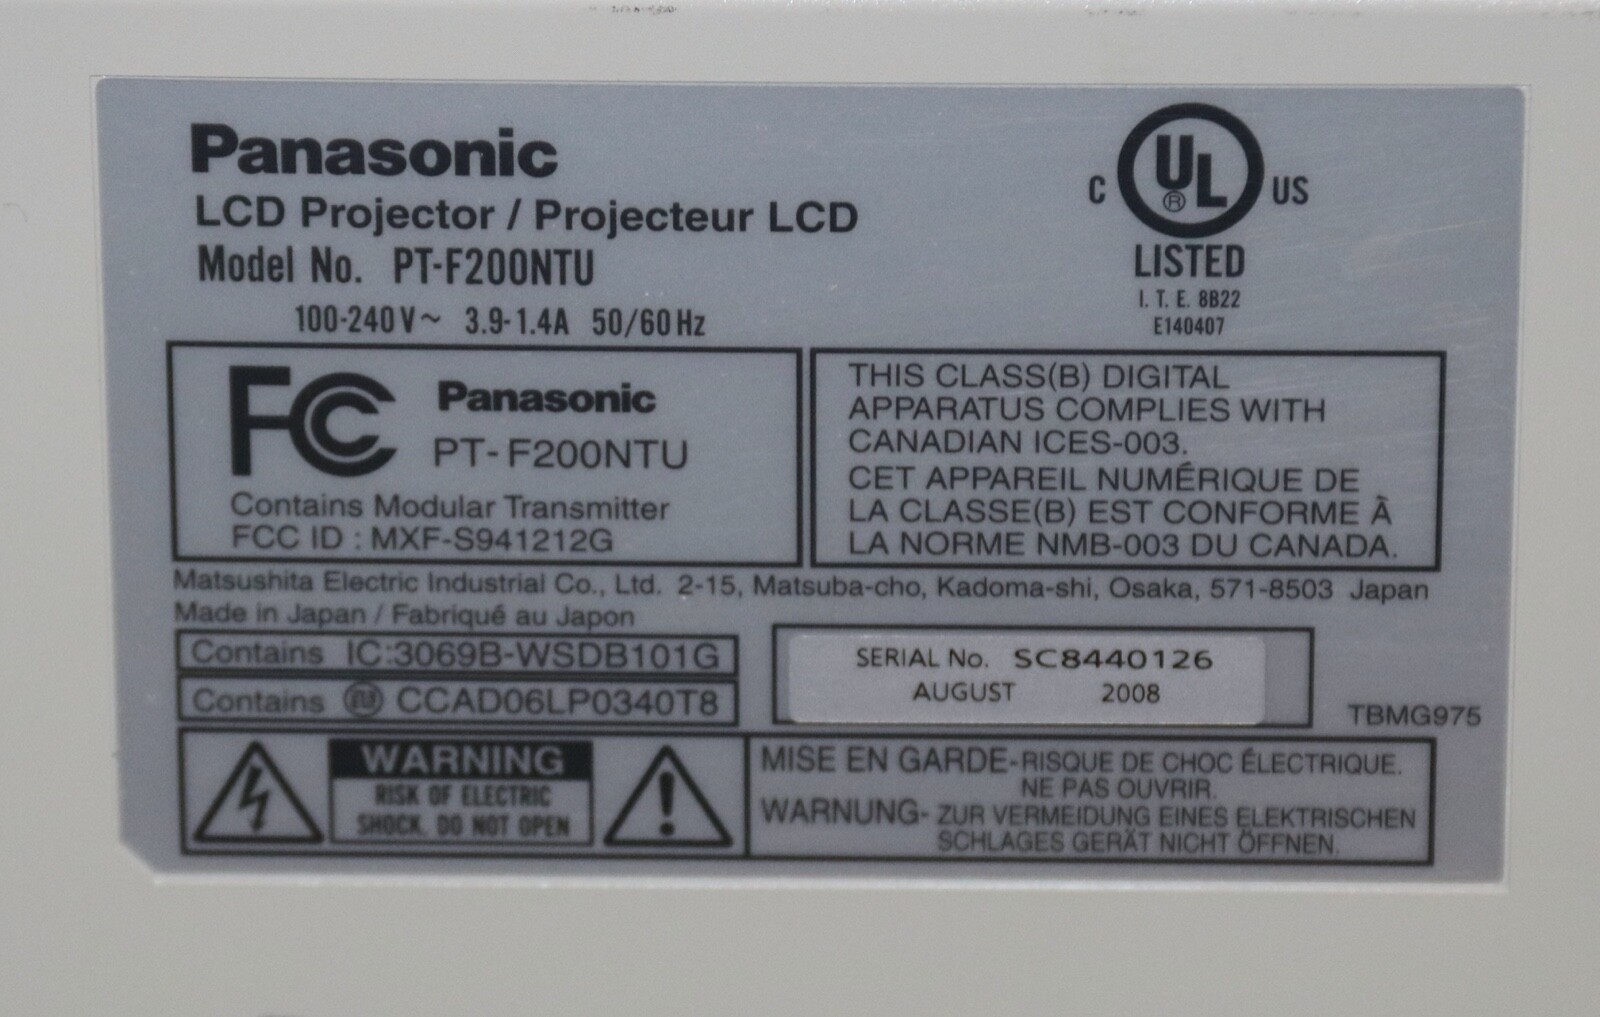 Panasonic
LCD Projector / Projecteur LCD
Model No. PT-F200NTU
100-240V~ 3.9-1.4A 50/60Hz
C UL ® US
LISTED
I. T. E. 8B22
E140407
FC Panasonic
PT-F200NTU
Contains Modular Transmitter
FCC ID : MXF-S941212G
THIS CLASS(B) DIGITAL
APPARATUS COMPLIES WITH
CANADIAN ICES-003.
CET APPAREIL NUMÉRIQUE DE
LA CLASSE(B) EST CONFORME À
LA NORME NMB-003 DU CANADA.
Matsushita Electric Industrial Co., Ltd. 2-15, Matsuba-cho, Kadoma-shi, Osaka, 571-8503 Japan
Made in Japan / Fabriqué au Japon
Contains IC:3069B-WSDB101G
Contains CCAD06LP0340T8
SERIAL No. SC8440126
AUGUST 2008
TBMG975
WARNING
RISK OF ELECTRIC
SHOCK. DO NOT OPEN
MISE EN GARDE-RISQUE DE CHOC ÉLECTRIQUE.
NE PAS OUVRIR.
WARNUNG- ZUR VERMEIDUNG EINES ELEKTRISCHEN
SCHLAGES GERÄT NICHT ÖFFNEN.